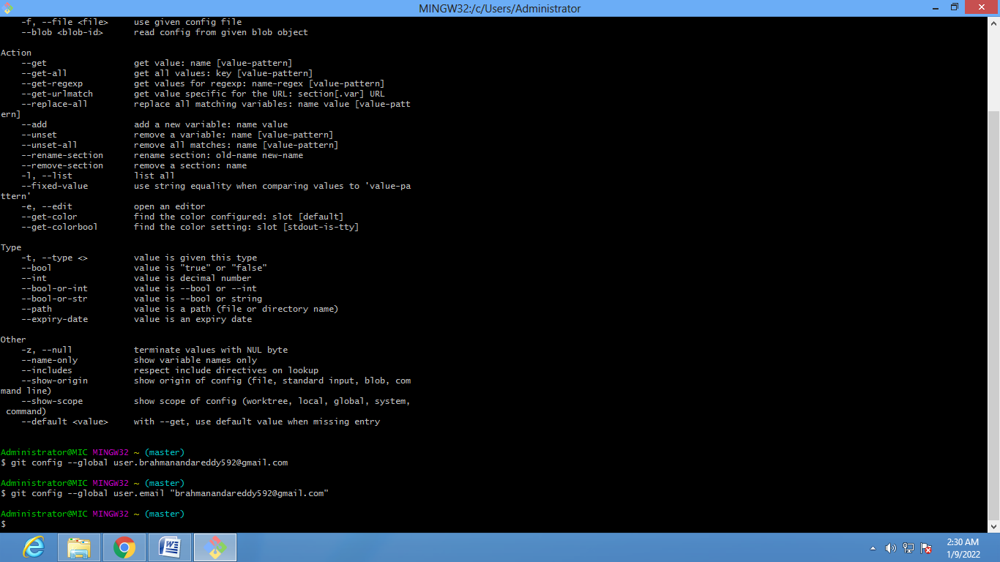 MINGW32:/c/Users/Administrator
    -f, --file <file>     use given config file
    --blob <blob-id>      read config from given blob object
Action
    --get                 get value: name [value-pattern]
    --get-all             get all values: key [value-pattern]
    --get-regexp          get values for regexp: name-regex [value-pattern]
    --get-urlmatch        get value specific for the URL: section[.var] URL
    --replace-all         replace all matching variables: name value [value-patt
ern]
    --add                 add a new variable: name value
    --unset               remove a variable: name [value-pattern]
    --unset-all           remove all matches: name [value-pattern]
    --rename-section      rename section: old-name new-name
    --remove-section      remove a section: name
    -l, --list            list all
    --fixed-value         use string equality when comparing values to 'value-pa
ttern'
    -e, --edit            open an editor
    --get-color           find the color configured: slot [default]
    --get-colorbool       find the color setting: slot [stdout-is-tty]
Type
    -t, --type <>         value is given this type
    --bool                value is "true" or "false"
    --int                 value is decimal number
    --bool-or-int         value is --bool or --int
    --bool-or-str         value is --bool or string
    --path                value is a path (file or directory name)
    --expiry-date         value is an expiry date
Other
    -z, --null            terminate values with NUL byte
    --name-only           show variable names only
    --includes            respect include directives on lookup
    --show-origin         show origin of config (file, standard input, blob, com
mand line)
    --show-scope          show scope of config (worktree, local, global, system,
 command)
    --default <value>     with --get, use default value when missing entry
Administrator@MIC MINGW32 ~ (master)
$ git config --global user.brahmanandareddy592@gmail.com
Administrator@MIC MINGW32 ~ (master)
$ git config --global user.email "brahmanandareddy592@gmail.com"
Administrator@MIC MINGW32 ~ (master)
$
2:30 AM
1/9/2022